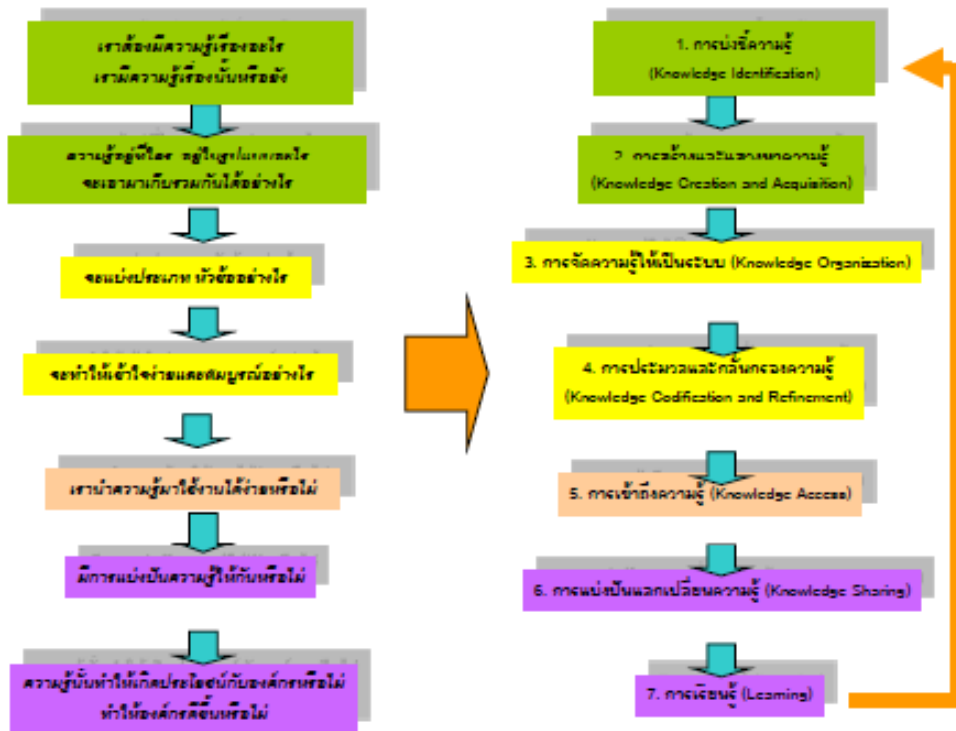 เราต้องมีความรู้เรื่องอะไร
เรามีความรู้เรื่องนั้นหรือยัง
ความรู้อยู่ที่ใคร อยู่ในรูปแบบอะไร
จะเอามาเก็บรวมกันได้อย่างไร
จะแบ่งประเภท หัวข้ออย่างไร
จะทำให้เข้าใจง่ายและสมบูรณ์อย่างไร
เรานำความรู้มาใช้งานได้ง่ายหรือไม่
มีการแบ่งปันความรู้ให้กันหรือไม่
ความรู้นั้นทำให้เกิดประโยชน์กับองค์กรหรือไม่
ทำให้องค์กรดีขึ้นหรือไม่
1. การบ่งชี้ความรู้
(Knowledge Identification)
2. การสร้างและแสวงหาความรู้
(Knowledge Creation and Acquisition)
3. การจัดความรู้ให้เป็นระบบ (Knowledge Organization)
4. การประมวลและกลั่นกรองความรู้
(Knowledge Codification and Refinement)
5. การเข้าถึงความรู้ (Knowledge Access)
6. การแบ่งปันแลกเปลี่ยนความรู้ (Knowledge Sharing)
7. การเรียนรู้ (Learning)